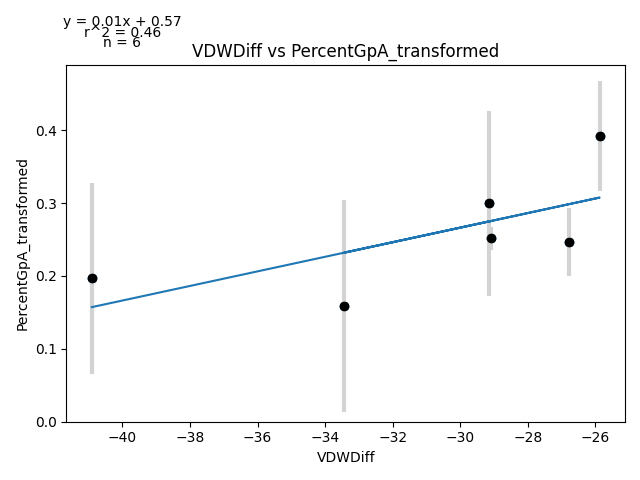 y = 0.01x + 0.57
r^2 = 0.46
n = 6
VDWDiff vs PercentGpA_transformed
PercentGpA_transformed
0.4
0.3
0.2
0.1
0.0
−40
−38
−36
−34
−32
−30
−28
−26
VDWDiff